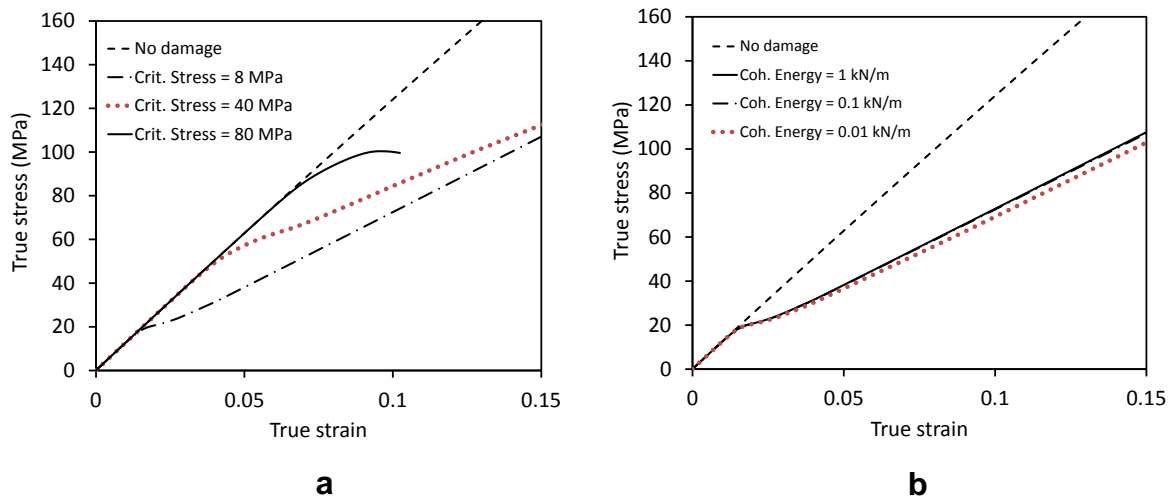 160
140
120
100
80
60
40
20
0
True stress (MPa)
No damage
Crit. Stress = 8 MPa
Crit. Stress = 40 MPa
Crit. Stress = 80 MPa
0 0.05 0.1 0.15
True strain
a
160
140
120
100
80
60
40
20
0
True stress (MPa)
No damage
Coh. Energy = 1 kN/m
Coh. Energy = 0.1 kN/m
Coh. Energy = 0.01 kN/m
0 0.05 0.1 0.15
True strain
b